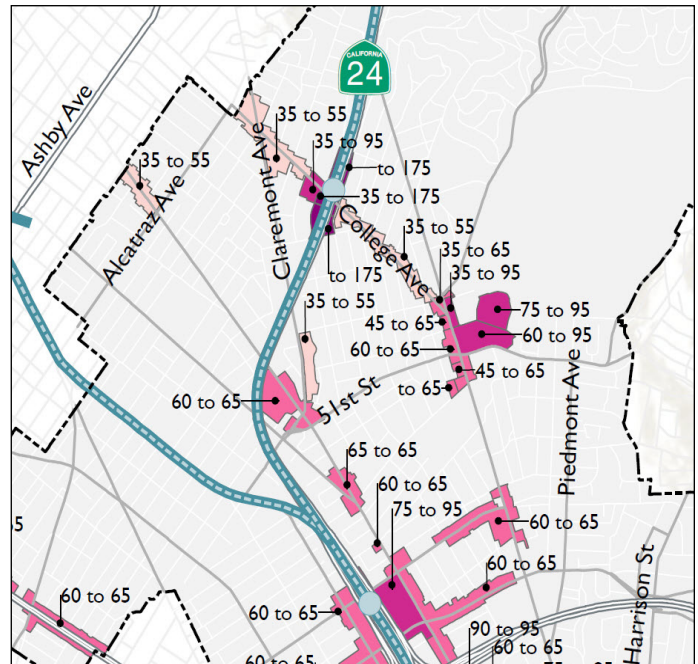 CALIFORNIA
24
Ashby Ave
35 to 55
35 to 95
35 to 55
to 175
Claremont Ave
35 to 175
Alcatraz Ave
College Ave
35 to 55
35 to 65
35 to 95
to 175
35 to 55
75 to 95
45 to 65
60 to 95
60 to 65
45 to 65
to 65
60 to 65
51st St
Piedmont Ave
65 to 65
60 to 65
75 to 95
60 to 65
60 to 65
60 to 65
60 to 65
Harrison St
90 to 95
60 to 65
60 to 65